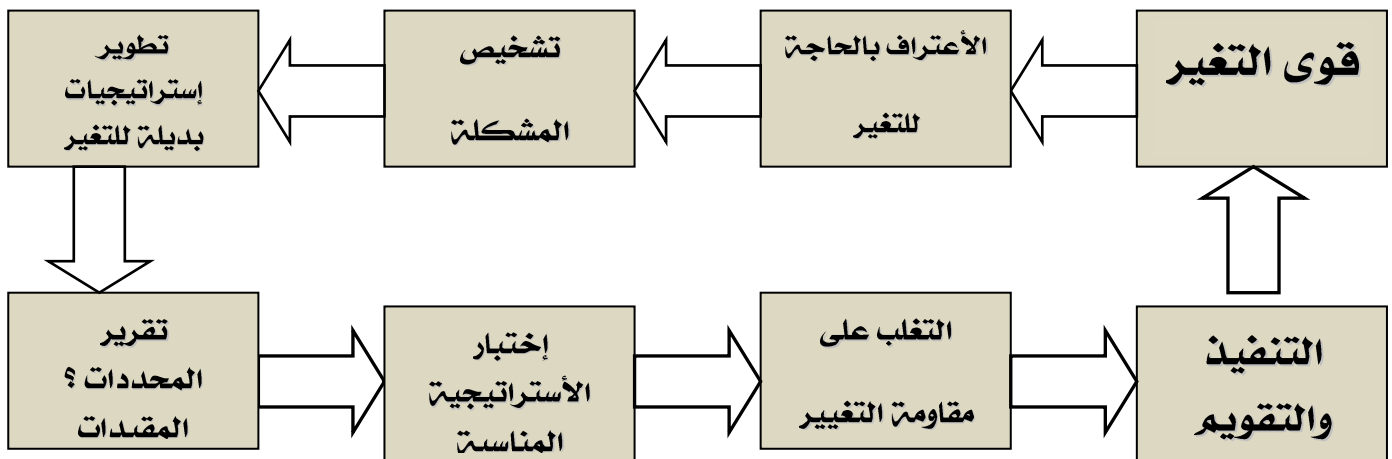 قوى التغير
الأعتراف بالحاجة
للتغير
تشخيص
المشكلة
تطوير
إستراتيجيات
بديلة للتغير
تقرير
المحددات ؟
المقيدات
إختبار
الأستراتيجية
المناسبة
التغلب على
مقاومة التغيير
التنفيذ
والتقويم